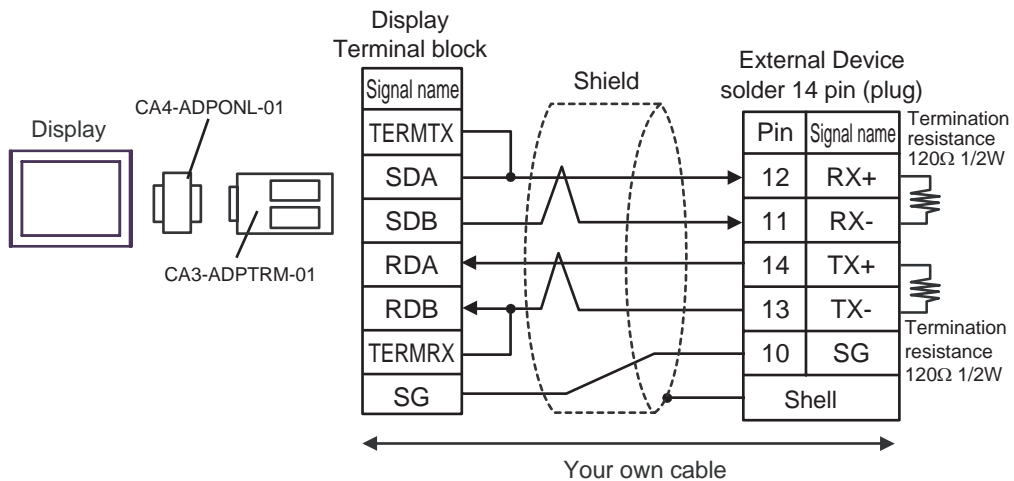 Display
Terminal block
External Device
solder 14 pin (plug)
Shield
CA4-ADPONL-01
Display
CA3-ADPTRM-01
Signal name
TERMTX
SDA
SDB
RDA
RDB
TERMRX
SG
Pin Signal name
12 RX+
11 RX-
14 TX+
13 TX-
10 SG
Shell
Termination
resistance
120Ω 1/2W
Termination
resistance
120Ω 1/2W
Your own cable